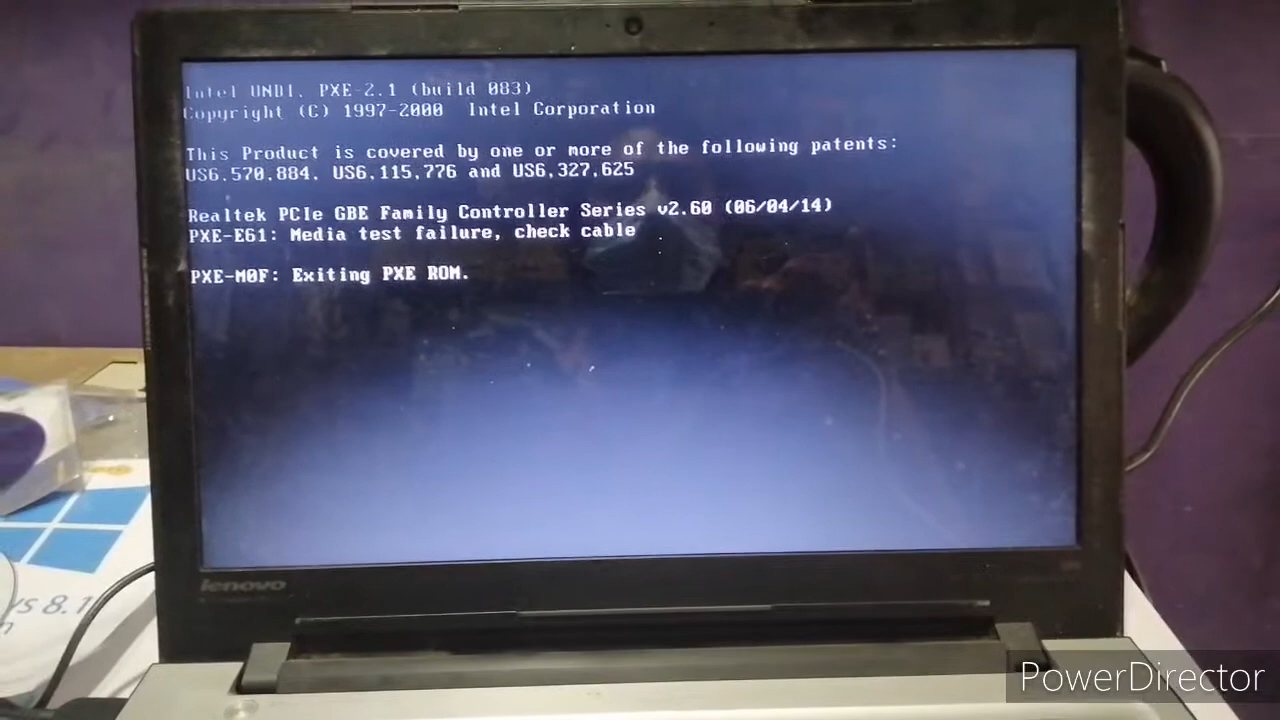 Intel UNDI, PXE-2.1 (build 083)
Copyright (C) 1997-2000 Intel Corporation
This Product is covered by one or more of the following patents:
US6,570,884, US6,115,776 and US6,327,625
Realtek PCIe GBE Family Controller Series v2.60 (06/04/14)
PXE-E61: Media test failure, check cable
PXE-M0F: Exiting PXE ROM.
lenovo
8.1
PowerDirector